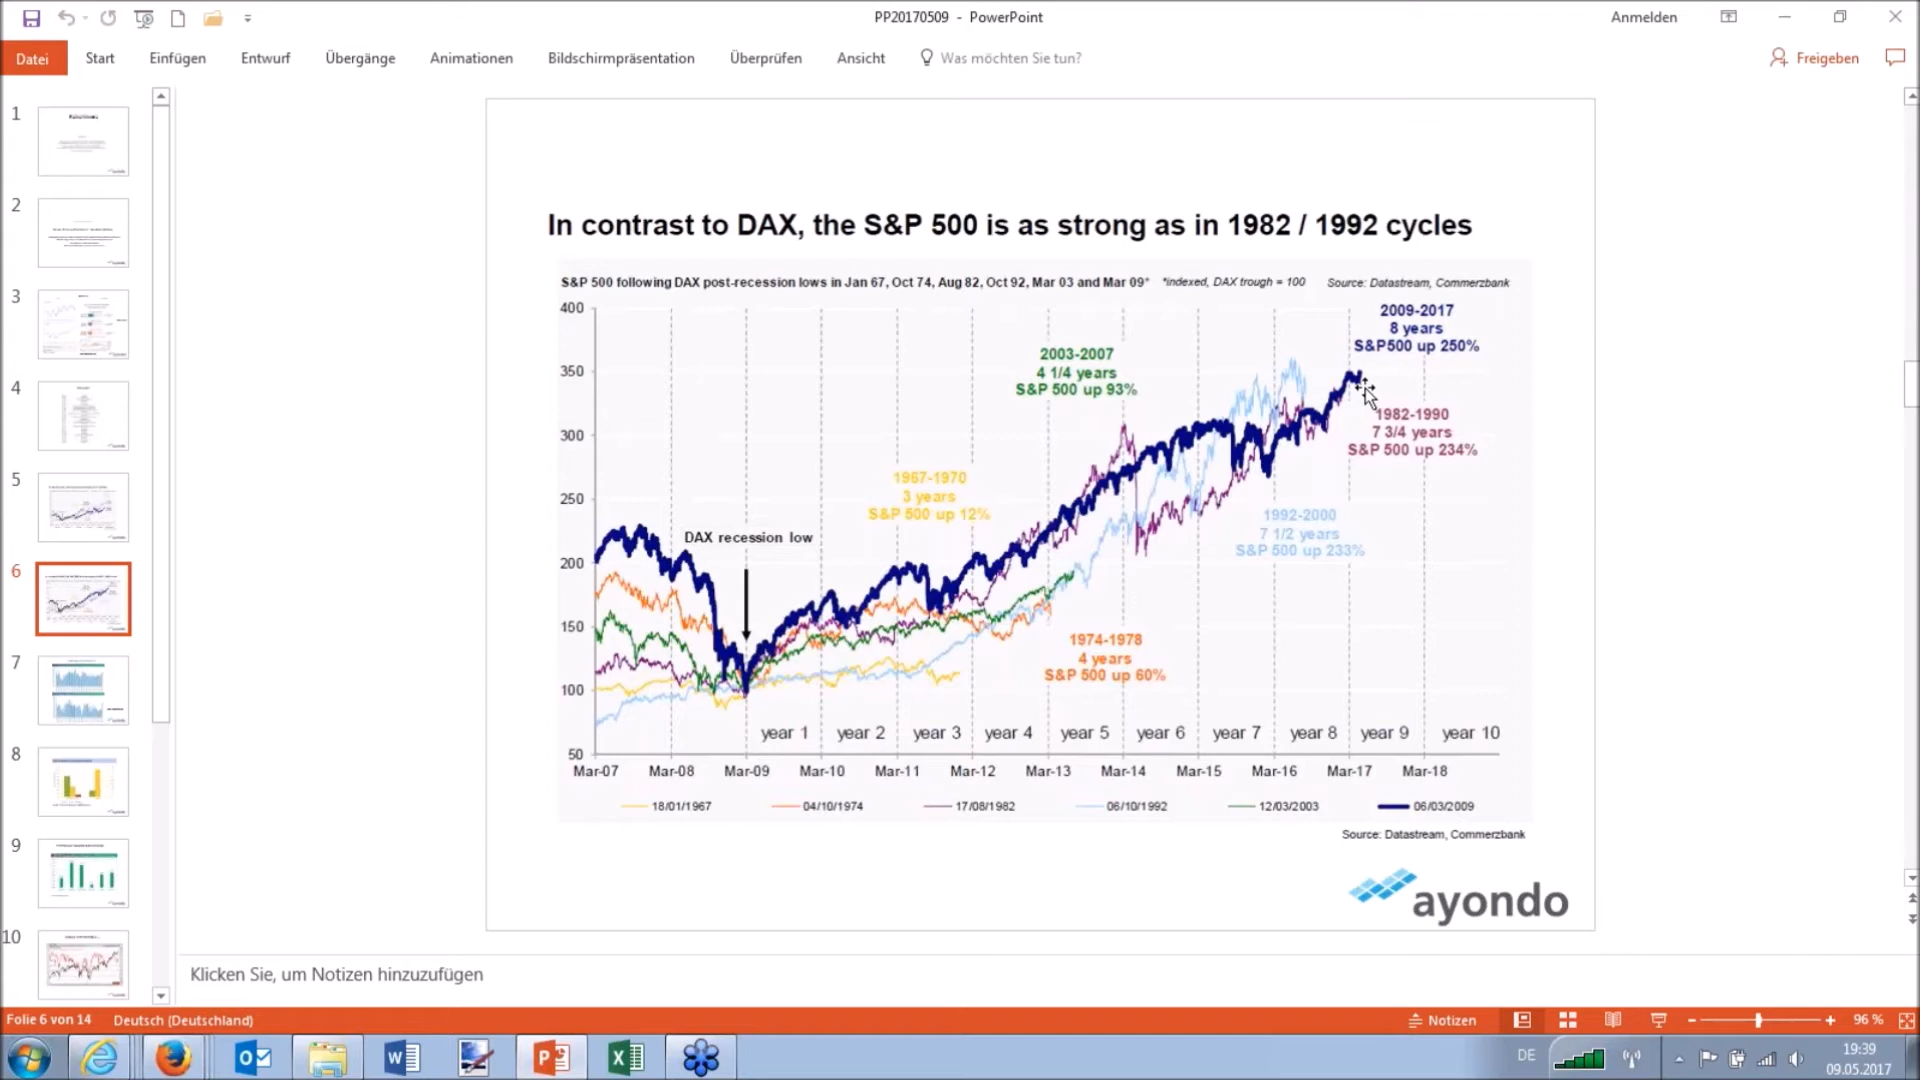 PP20170509 - PowerPoint
Anmelden
Datei Start Einfügen Entwurf Übergänge Animationen Bildschirmpräsentation Überprüfen Ansicht Was möchten Sie tun? Freigeben
1
2
3
4
5
6
7
8
9
10
In contrast to DAX, the S&P 500 is as strong as in 1982 / 1992 cycles
S&P 500 following DAX post-recession lows in Jan 67, Oct 74, Aug 82, Oct 92, Mar 03 and Mar 09* *indexed, DAX trough = 100 Source: Datastream, Commerzbank
400
350
300
250
200
150
100
50
2009-2017
8 years
S&P500 up 250%
2003-2007
4 1/4 years
S&P 500 up 93%
1982-1990
7 3/4 years
S&P 500 up 234%
1967-1970
3 years
S&P 500 up 12%
1992-2000
7 1/2 years
S&P 500 up 233%
DAX recession low
1974-1978
4 years
S&P 500 up 60%
year 1 year 2 year 3 year 4 year 5 year 6 year 7 year 8 year 9 year 10
Mar-07 Mar-08 Mar-09 Mar-10 Mar-11 Mar-12 Mar-13 Mar-14 Mar-15 Mar-16 Mar-17 Mar-18
18/01/1967 04/10/1974 17/08/1982 06/10/1992 12/03/2003 06/03/2009
Source: Datastream, Commerzbank
ayondo
Klicken Sie, um Notizen hinzuzufügen
Folie 6 von 14 Deutsch (Deutschland) Notizen 96 %
DE
19:39
09.05.2017